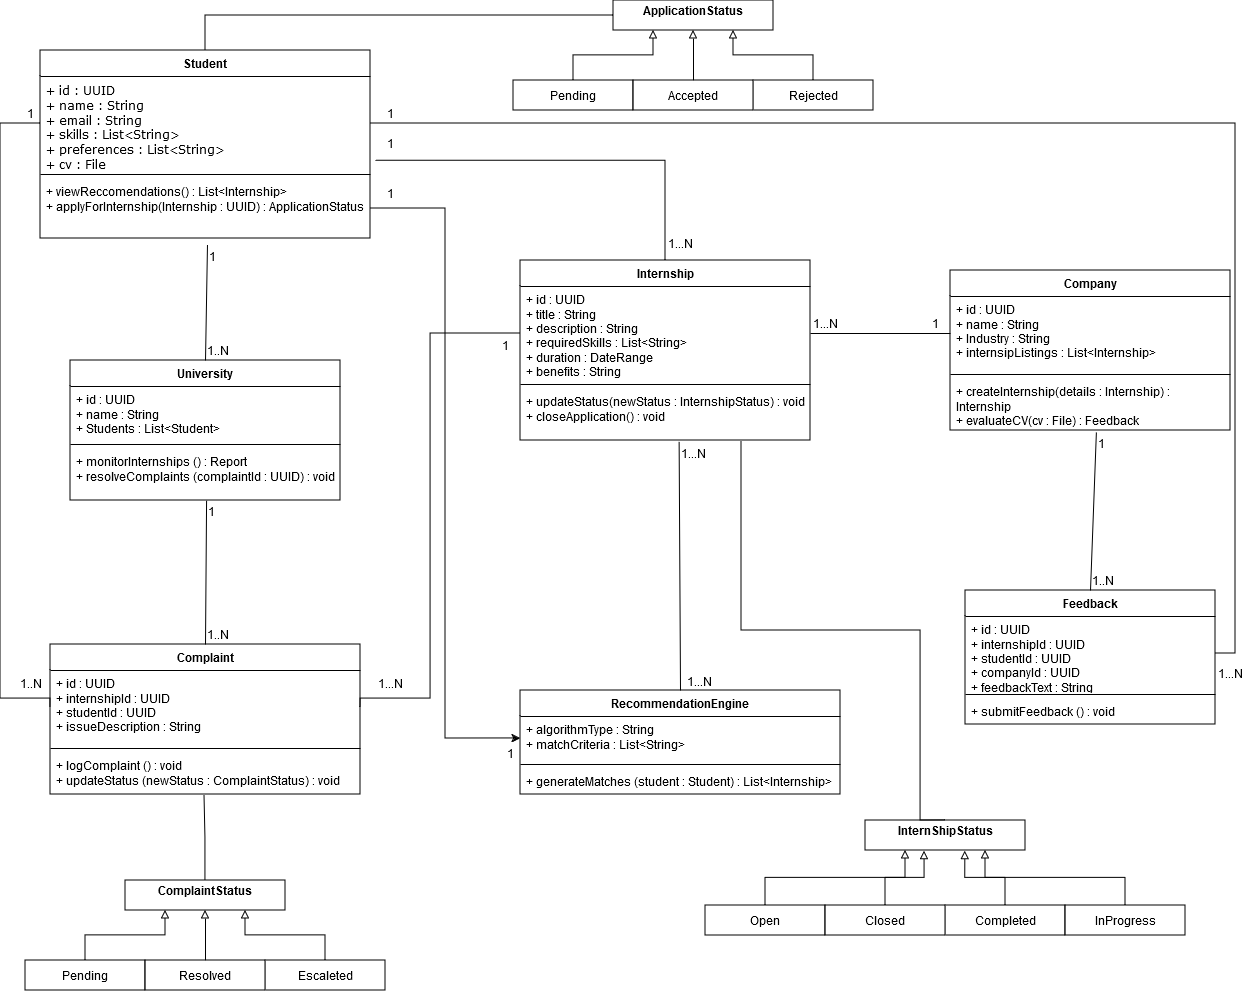 ApplicationStatus
Pending
Accepted
Rejected
Student
+ id : UUID
+ name : String
+ email : String
+ skills : List<String>
+ preferences : List<String>
+ cv : File
+ viewReccomendations() : List<Internship>
+ applyForInternship(Internship : UUID) : ApplicationStatus
1
1
1
1
1
1...N
1..N
University
+ id : UUID
+ name : String
+ Students : List<Student>
+ monitorInternships () : Report
+ resolveComplaints (complaintId : UUID) : void
1
1..N
Internship
+ id : UUID
+ title : String
+ description : String
+ requiredSkills : List<String>
+ duration : DateRange
+ benefits : String
+ updateStatus(newStatus : InternshipStatus) : void
+ closeApplication() : void
1
1...N
1
1...N
Company
+ id : UUID
+ name : String
+ Industry : String
+ internsipListings : List<Internship>
+ createInternship(details : Internship) :
Internship
+ evaluateCV(cv : File) : Feedback
1
1..N
Feedback
+ id : UUID
+ internshipId : UUID
+ studentId : UUID
+ companyId : UUID
+ feedbackText : String
+ submitFeedback () : void
1...N
1...N
1...N
Complaint
+ id : UUID
+ internshipId : UUID
+ studentId : UUID
+ issueDescription : String
+ logComplaint () : void
+ updateStatus (newStatus : ComplaintStatus) : void
1...N
1
RecommendationEngine
+ algorithmType : String
+ matchCriteria : List<String>
+ generateMatches (student : Student) : List<Internship>
InternShipStatus
Open
Closed
Completed
InProgress
ComplaintStatus
Pending
Resolved
Escaleted